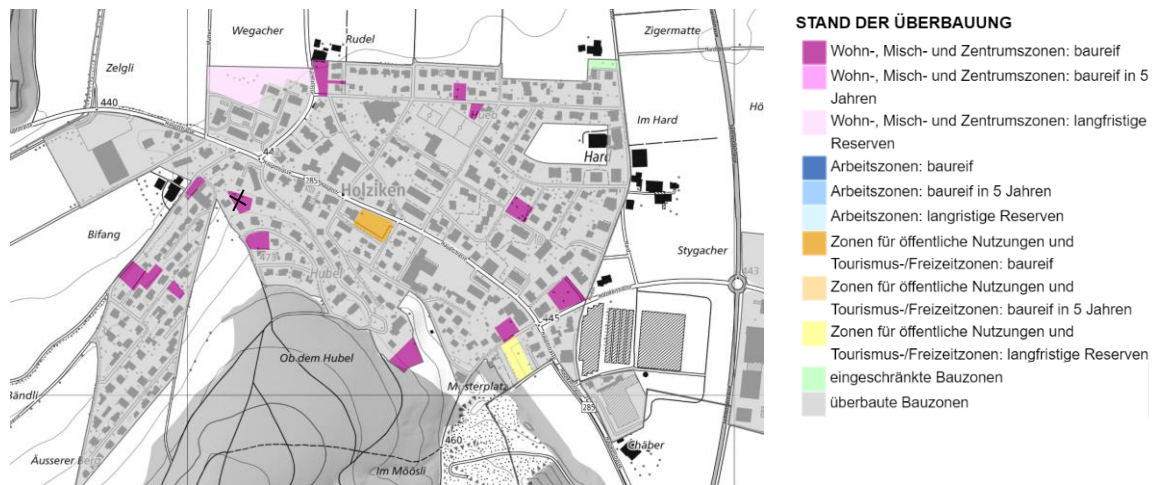 STAND DER ÜBERBAUUNG
Wohn-, Misch- und Zentrumszonen: baureif
Wohn-, Misch- und Zentrumszonen: baureif in 5
Jahren
Wohn-, Misch- und Zentrumszonen: langfristige
Reserven
Arbeitszonen: baureif
Arbeitszonen: baureif in 5 Jahren
Arbeitszonen: langristige Reserven
Zonen für öffentliche Nutzungen und
Tourismus-/Freizeitzonen: baureif
Zonen für öffentliche Nutzungen und
Tourismus-/Freizeitzonen: baureif in 5 Jahren
Zonen für öffentliche Nutzungen und
Tourismus-/Freizeitzonen: langfristige Reserven
eingeschränkte Bauzonen
überbaute Bauzonen
Wegacher
Rudel
Zigermatte
Zelgli
440
Hueb
Im Hard
Hard
285
Holziken
Bifang
Stygacher
473
Hubel
443
445
Ob dem Hubel
Musterplatz
285
460
Chäber
Äusserer Berg
Im Möösli